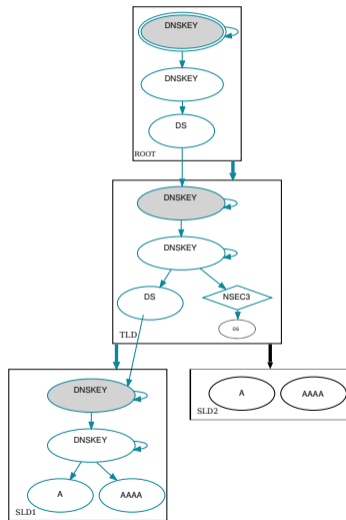 DNSKEY
DNSKEY
DS
ROOT
DNSKEY
DNSKEY
DS
NSEC3
DS
TLD
DNSKEY
DNSKEY
A
AAAA
SLD1
A
AAAA
SLD2